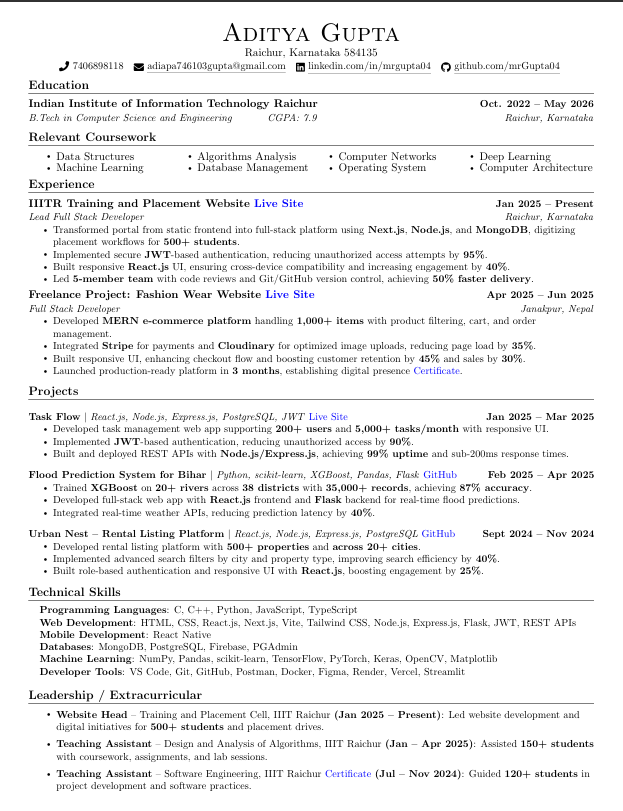 Aditya Gupta
Raichur, Karnataka 584135
7406898118 adiapa746103gupta@gmail.com linkedin.com/in/mrgupta04 github.com/mrGupta04
Education
Indian Institute of Information Technology Raichur Oct. 2022 – May 2026
B.Tech in Computer Science and Engineering CGPA: 7.9 Raichur, Karnataka
Relevant Coursework
• Data Structures • Algorithms Analysis • Computer Networks • Deep Learning
• Machine Learning • Database Management • Operating System • Computer Architecture
Experience
IIITR Training and Placement Website Live Site Jan 2025 – Present
Lead Full Stack Developer Raichur, Karnataka
• Transformed portal from static frontend into full-stack platform using Next.js, Node.js, and MongoDB, digitizing
placement workflows for 500+ students.
• Implemented secure JWT-based authentication, reducing unauthorized access attempts by 95%.
• Built responsive React.js UI, ensuring cross-device compatibility and increasing engagement by 40%.
• Led 5-member team with code reviews and Git/GitHub version control, achieving 50% faster delivery.
Freelance Project: Fashion Wear Website Live Site Apr 2025 – Jun 2025
Full Stack Developer Janakpur, Nepal
• Developed MERN e-commerce platform handling 1,000+ items with product filtering, cart, and order
management.
• Integrated Stripe for payments and Cloudinary for optimized image uploads, reducing page load by 35%.
• Built responsive UI, enhancing checkout flow and boosting customer retention by 45% and sales by 30%.
• Launched production-ready platform in 3 months, establishing digital presence Certificate.
Projects
Task Flow | React.js, Node.js, Express.js, PostgreSQL, JWT Live Site Jan 2025 – Mar 2025
• Developed task management web app supporting 200+ users and 5,000+ tasks/month with responsive UI.
• Implemented JWT-based authentication, reducing unauthorized access by 90%.
• Built and deployed REST APIs with Node.js/Express.js, achieving 99% uptime and sub-200ms response times.
Flood Prediction System for Bihar | Python, scikit-learn, XGBoost, Pandas, Flask GitHub Feb 2025 – Apr 2025
• Trained XGBoost on 20+ rivers across 38 districts with 35,000+ records, achieving 87% accuracy.
• Developed full-stack web app with React.js frontend and Flask backend for real-time flood predictions.
• Integrated real-time weather APIs, reducing prediction latency by 40%.
Urban Nest – Rental Listing Platform | React.js, Node.js, Express.js, PostgreSQL GitHub Sept 2024 – Nov 2024
• Developed rental listing platform with 500+ properties and across 20+ cities.
• Implemented advanced search filters by city and property type, improving search efficiency by 40%.
• Built role-based authentication and responsive UI with React.js, boosting engagement by 25%.
Technical Skills
Programming Languages: C, C++, Python, JavaScript, TypeScript
Web Development: HTML, CSS, React.js, Next.js, Vite, Tailwind CSS, Node.js, Express.js, Flask, JWT, REST APIs
Mobile Development: React Native
Databases: MongoDB, PostgreSQL, Firebase, PGAdmin
Machine Learning: NumPy, Pandas, scikit-learn, TensorFlow, PyTorch, Keras, OpenCV, Matplotlib
Developer Tools: VS Code, Git, GitHub, Postman, Docker, Figma, Render, Vercel, Streamlit
Leadership / Extracurricular
• Website Head – Training and Placement Cell, IIIT Raichur (Jan 2025 – Present): Led website development and
digital initiatives for 500+ students and placement drives.
• Teaching Assistant – Design and Analysis of Algorithms, IIIT Raichur (Jan – Apr 2025): Assisted 150+ students
with coursework, assignments, and lab sessions.
• Teaching Assistant – Software Engineering, IIIT Raichur Certificate (Jul – Nov 2024): Guided 120+ students in
project development and software practices.